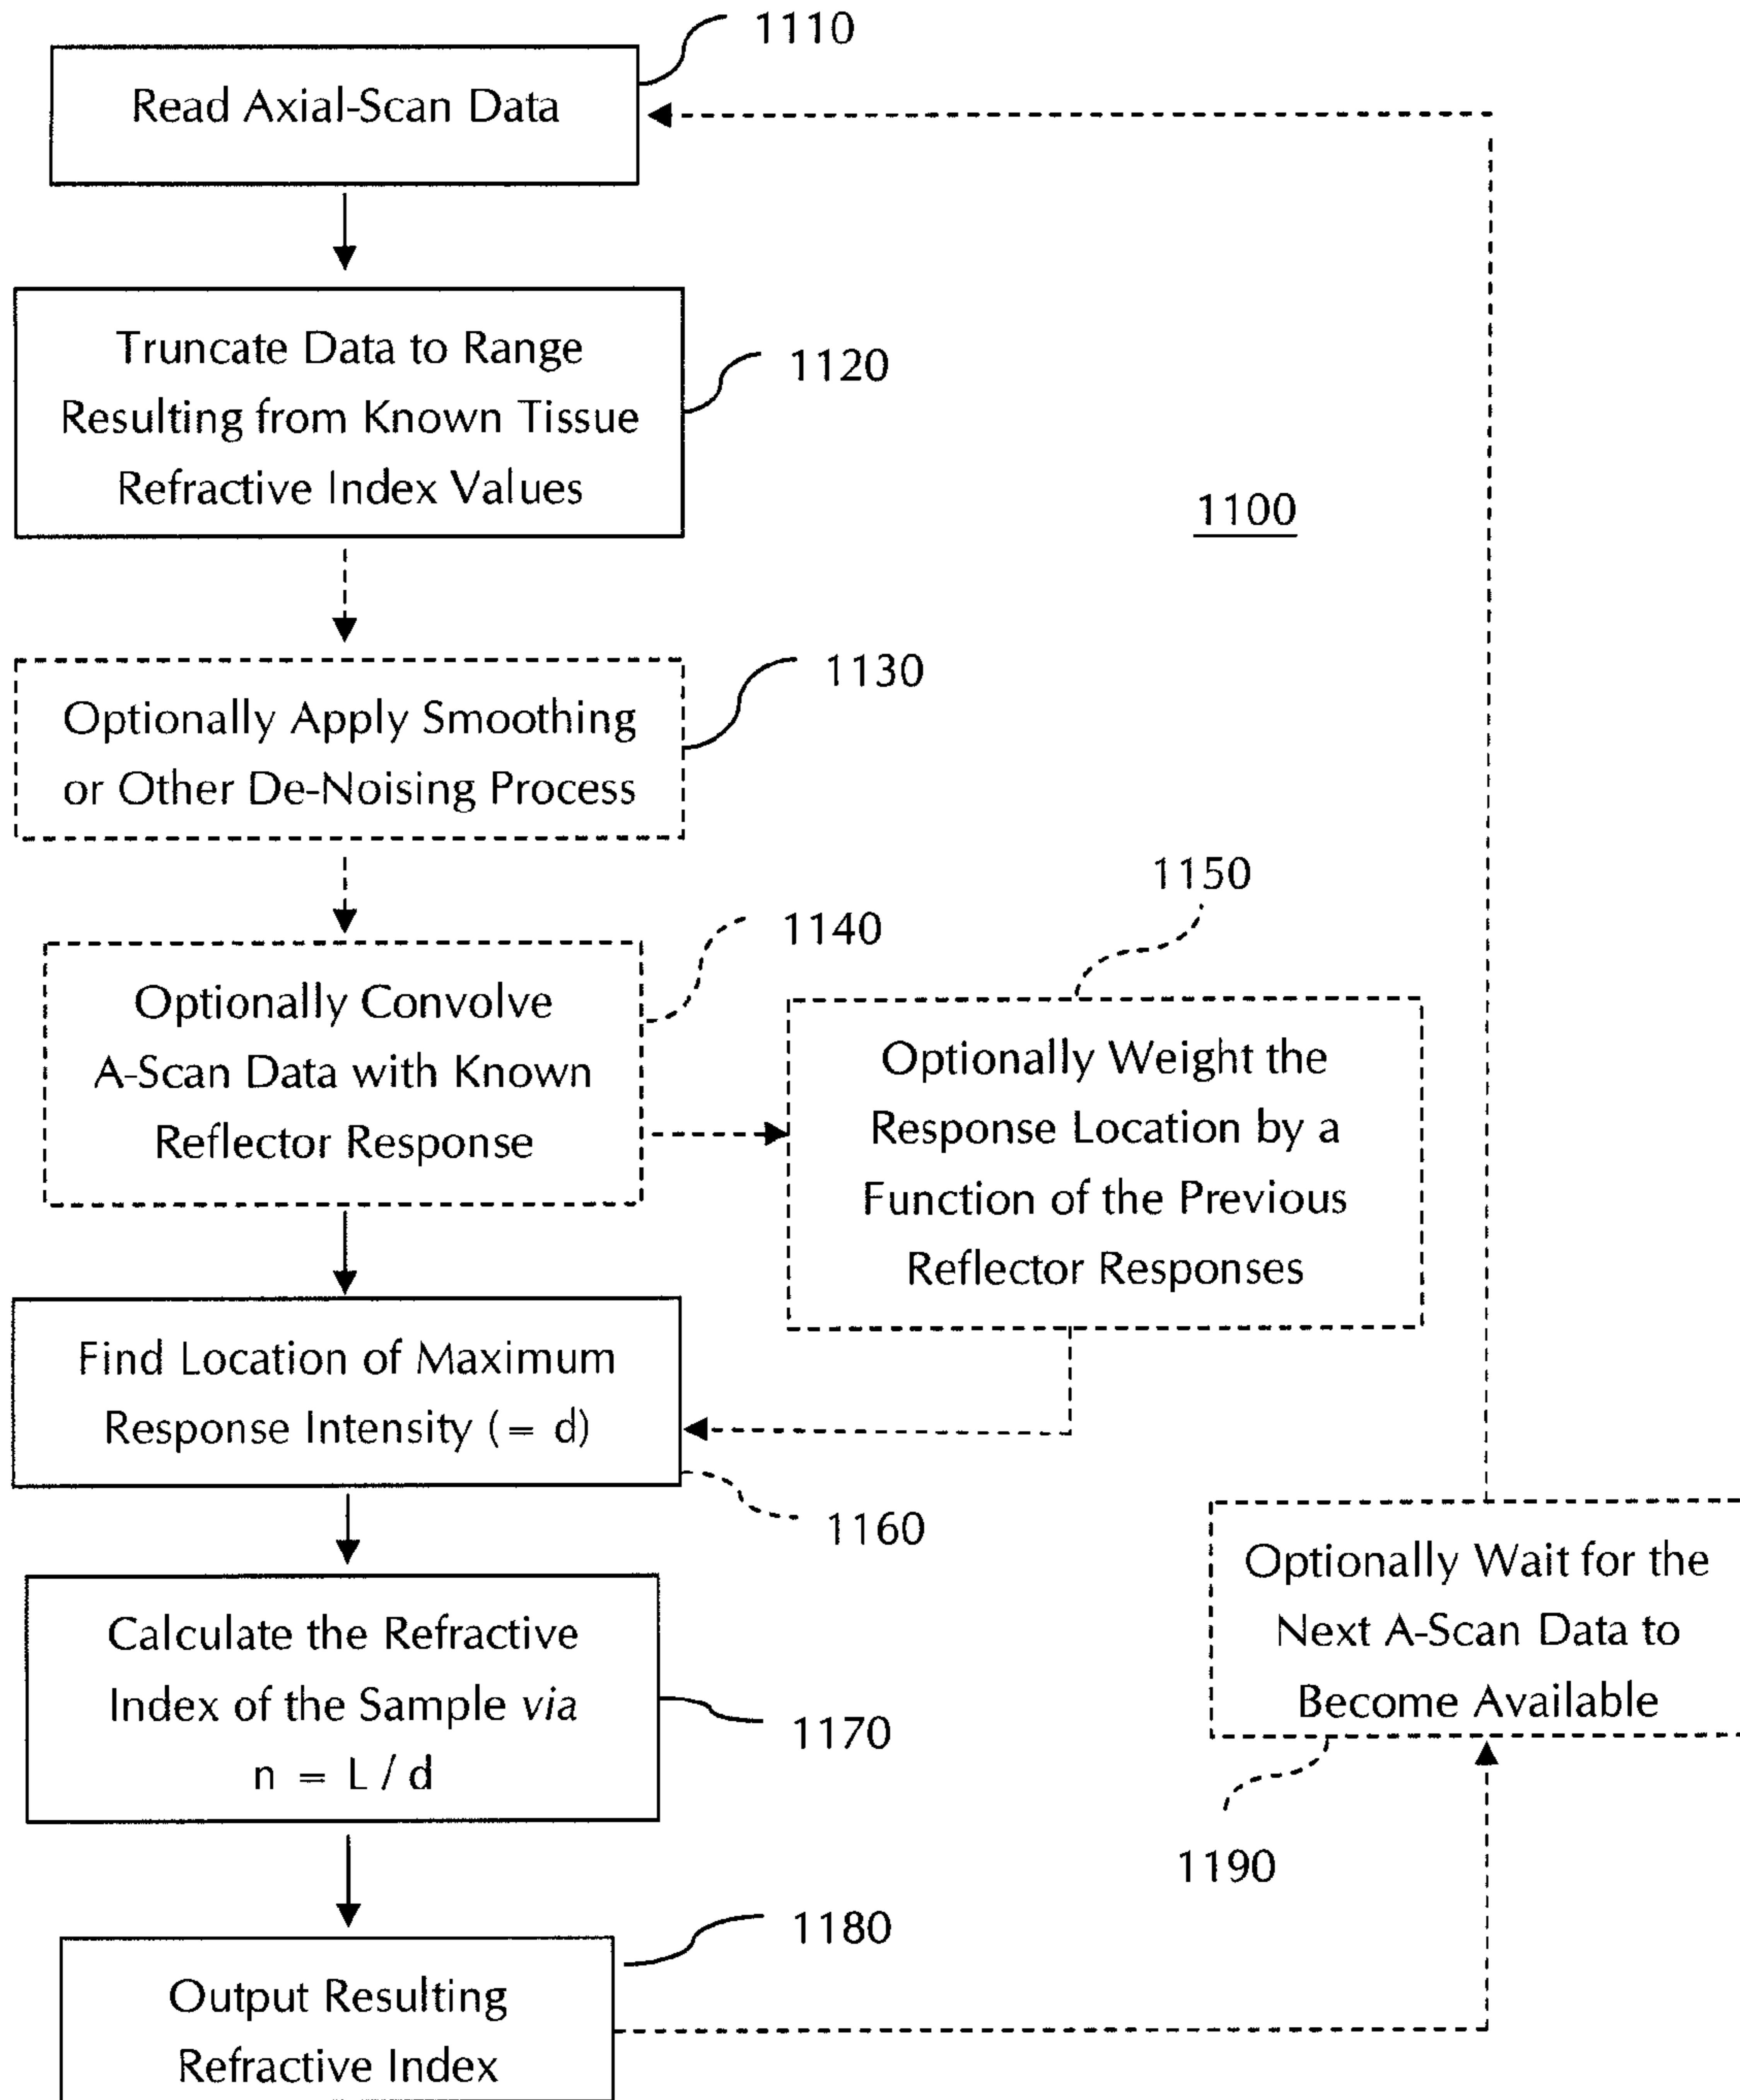 1110
Read Axial-Scan Data
Truncate Data to Range
Resulting from Known Tissue
Refractive Index Values
1120
1100
1130
Optionally Apply Smoothing
or Other De-Noising Process
1150
1140
Optionally Convolve
A-Scan Data with Known
Reflector Response
Optionally Weight the
Response Location by a
Function of the Previous
Reflector Responses
Find Location of Maximum
Response Intensity (= d)
1160
Optionally Wait for the
Next A-Scan Data to
Become Available
Calculate the Refractive
Index of the Sample via
n = L / d
1170
1190
1180
Output Resulting
Refractive Index